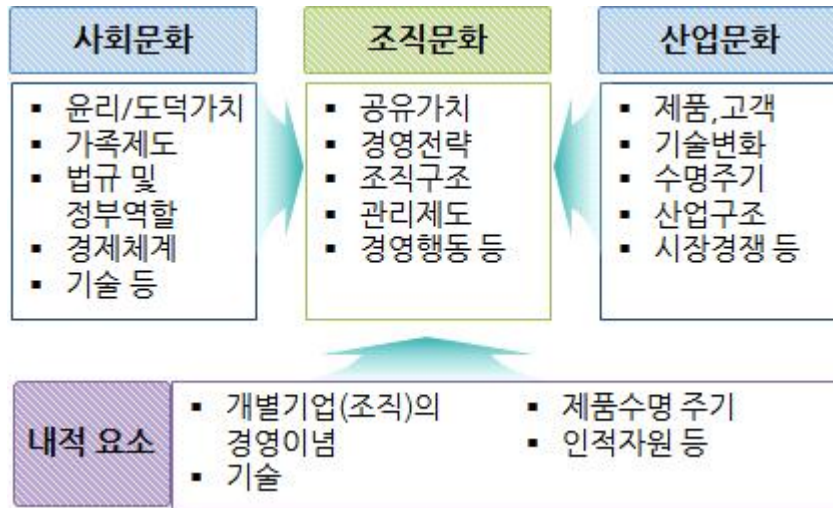 사회문화
윤리/도덕가치
가족제도
법규 및
정부역할
경제체계
기술 등
조직문화
공유가치
경영전략
조직구조
관리제도
경영행동 등
산업문화
제품,고객
기술변화
수명주기
산업구조
시장경쟁 등
내적 요소
개별기업(조직)의
경영이념
기술
제품수명 주기
인적자원 등